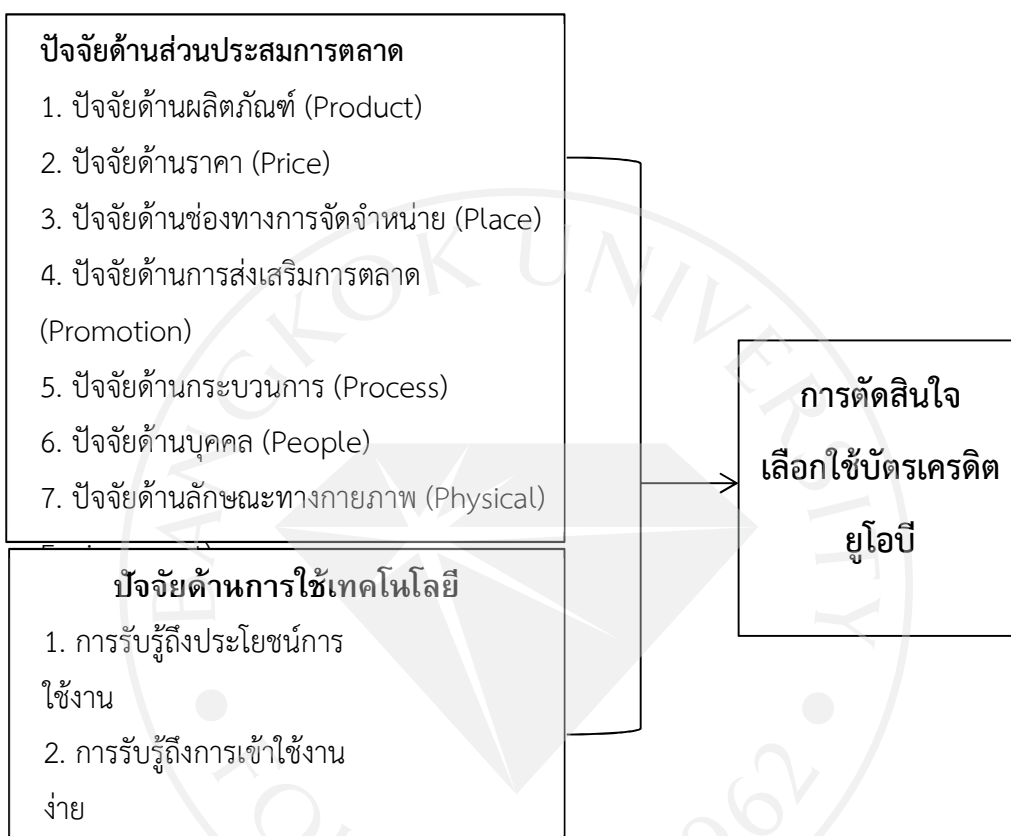 ปัจจัยด้านส่วนประสมการตลาด
1. ปัจจัยด้านผลิตภัณฑ์ (Product)
2. ปัจจัยด้านราคา (Price)
3. ปัจจัยด้านช่องทางการจัดจำหน่าย (Place)
4. ปัจจัยด้านการส่งเสริมการตลาด
(Promotion)
5. ปัจจัยด้านกระบวนการ (Process)
6. ปัจจัยด้านบุคคล (People)
7. ปัจจัยด้านลักษณะทางกายภาพ (Physical)
ปัจจัยด้านการใช้เทคโนโลยี
1. การรับรู้ถึงประโยชน์การ
ใช้งาน
2. การรับรู้ถึงการเข้าใช้งาน
ง่าย
การตัดสินใจ
เลือกใช้บัตรเครดิต
ยูโอบี
BANGKOK UNIVERSITY